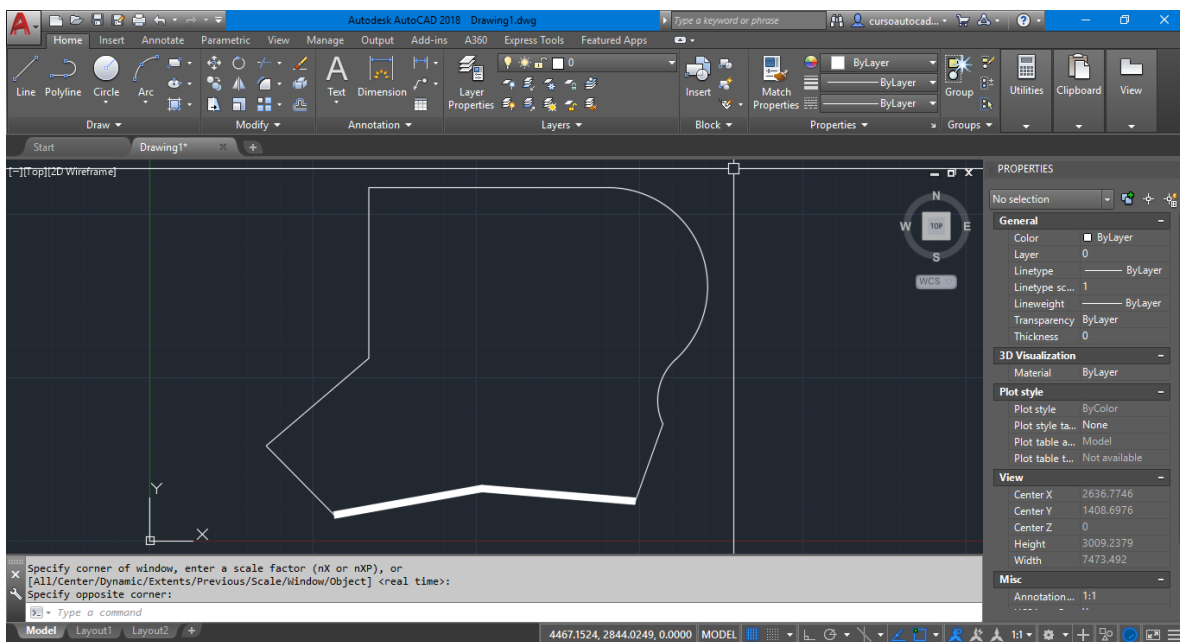 Autodesk AutoCAD 2018 Drawing1.dwg
Type a keyword or phrase
cursoautocad...
Home Insert Annotate Parametric View Manage Output Add-ins A360 Express Tools Featured Apps
0
ByLayer
Line Polyline Circle Arc
Text Dimension
Layer
Properties
Insert
Match
Properties
ByLayer
ByLayer
Group
Utilities Clipboard View
Draw Modify Annotation Layers Block Properties Groups
Start Drawing1* +
[−][Top][2D Wireframe]
N
W TOP E
S
WCS
Y
X
PROPERTIES
No selection
General
Color ByLayer
Layer 0
Linetype ByLayer
Linetype sc... 1
Lineweight ByLayer
Transparency ByLayer
Thickness 0
3D Visualization
Material ByLayer
Plot style
Plot style ByColor
Plot style ta... None
Plot table a... Model
Plot table t... Not available
View
Center X 2636.7746
Center Y 1408.6976
Center Z 0
Height 3009.2379
Width 7473.492
Misc
Annotation... 1:1
Specify corner of window, enter a scale factor (nX or nXP), or
[All/Center/Dynamic/Extents/Previous/Scale/Window/Object] <real time>:
Specify opposite corner:
Type a command
Model Layout1 Layout2 +
4467.1524, 2844.0249, 0.0000 MODEL 1:1